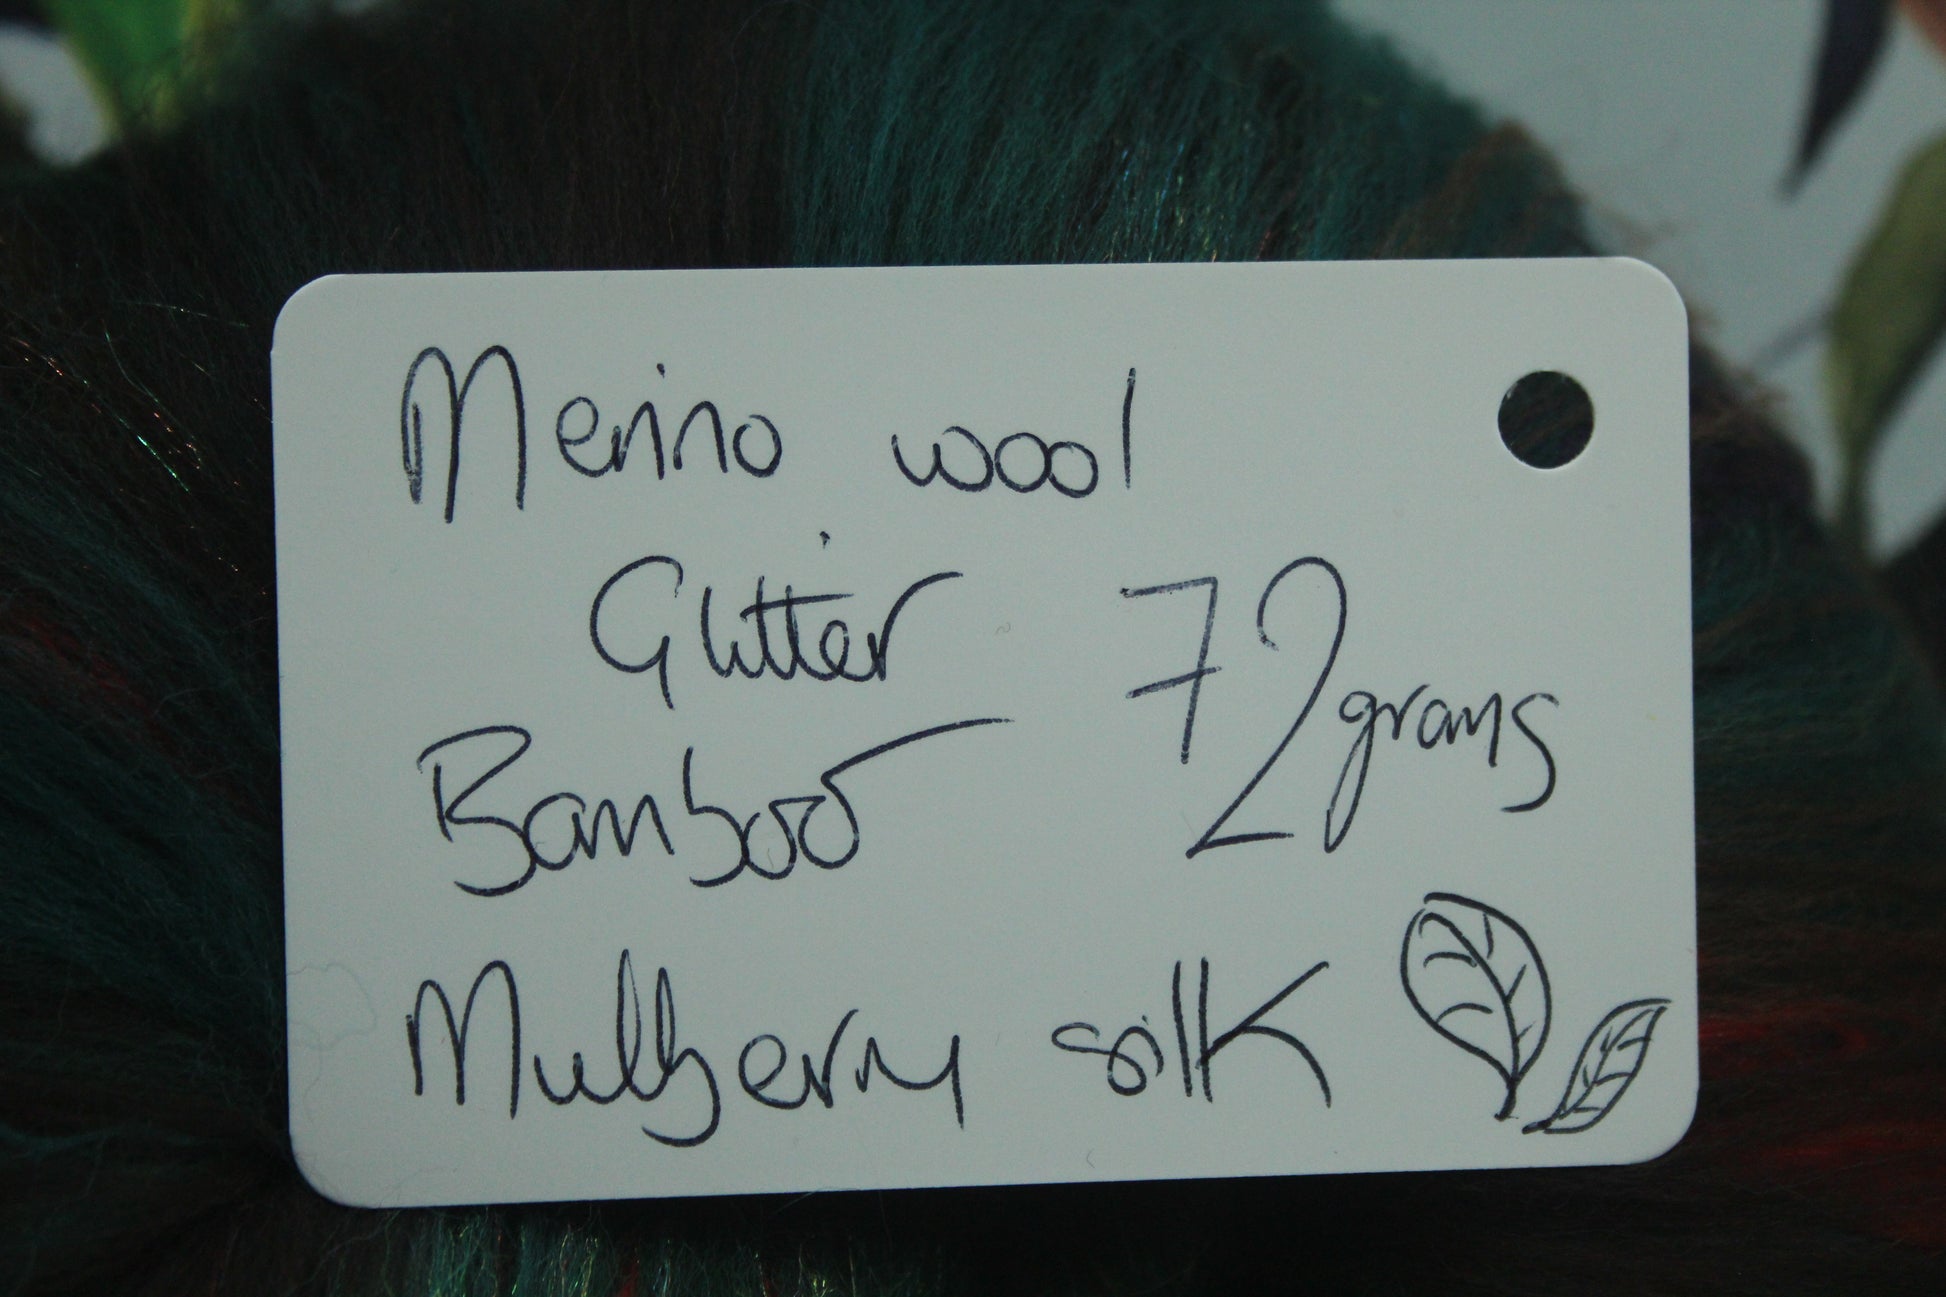 Merino wool
Glitter
72 grams
Bamboo
Mulberry silk